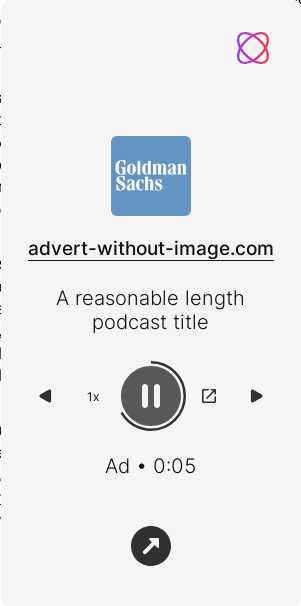 Goldman
Sachs
advert-without-image.com
A reasonable length
podcast title
1x
Ad • 0:05